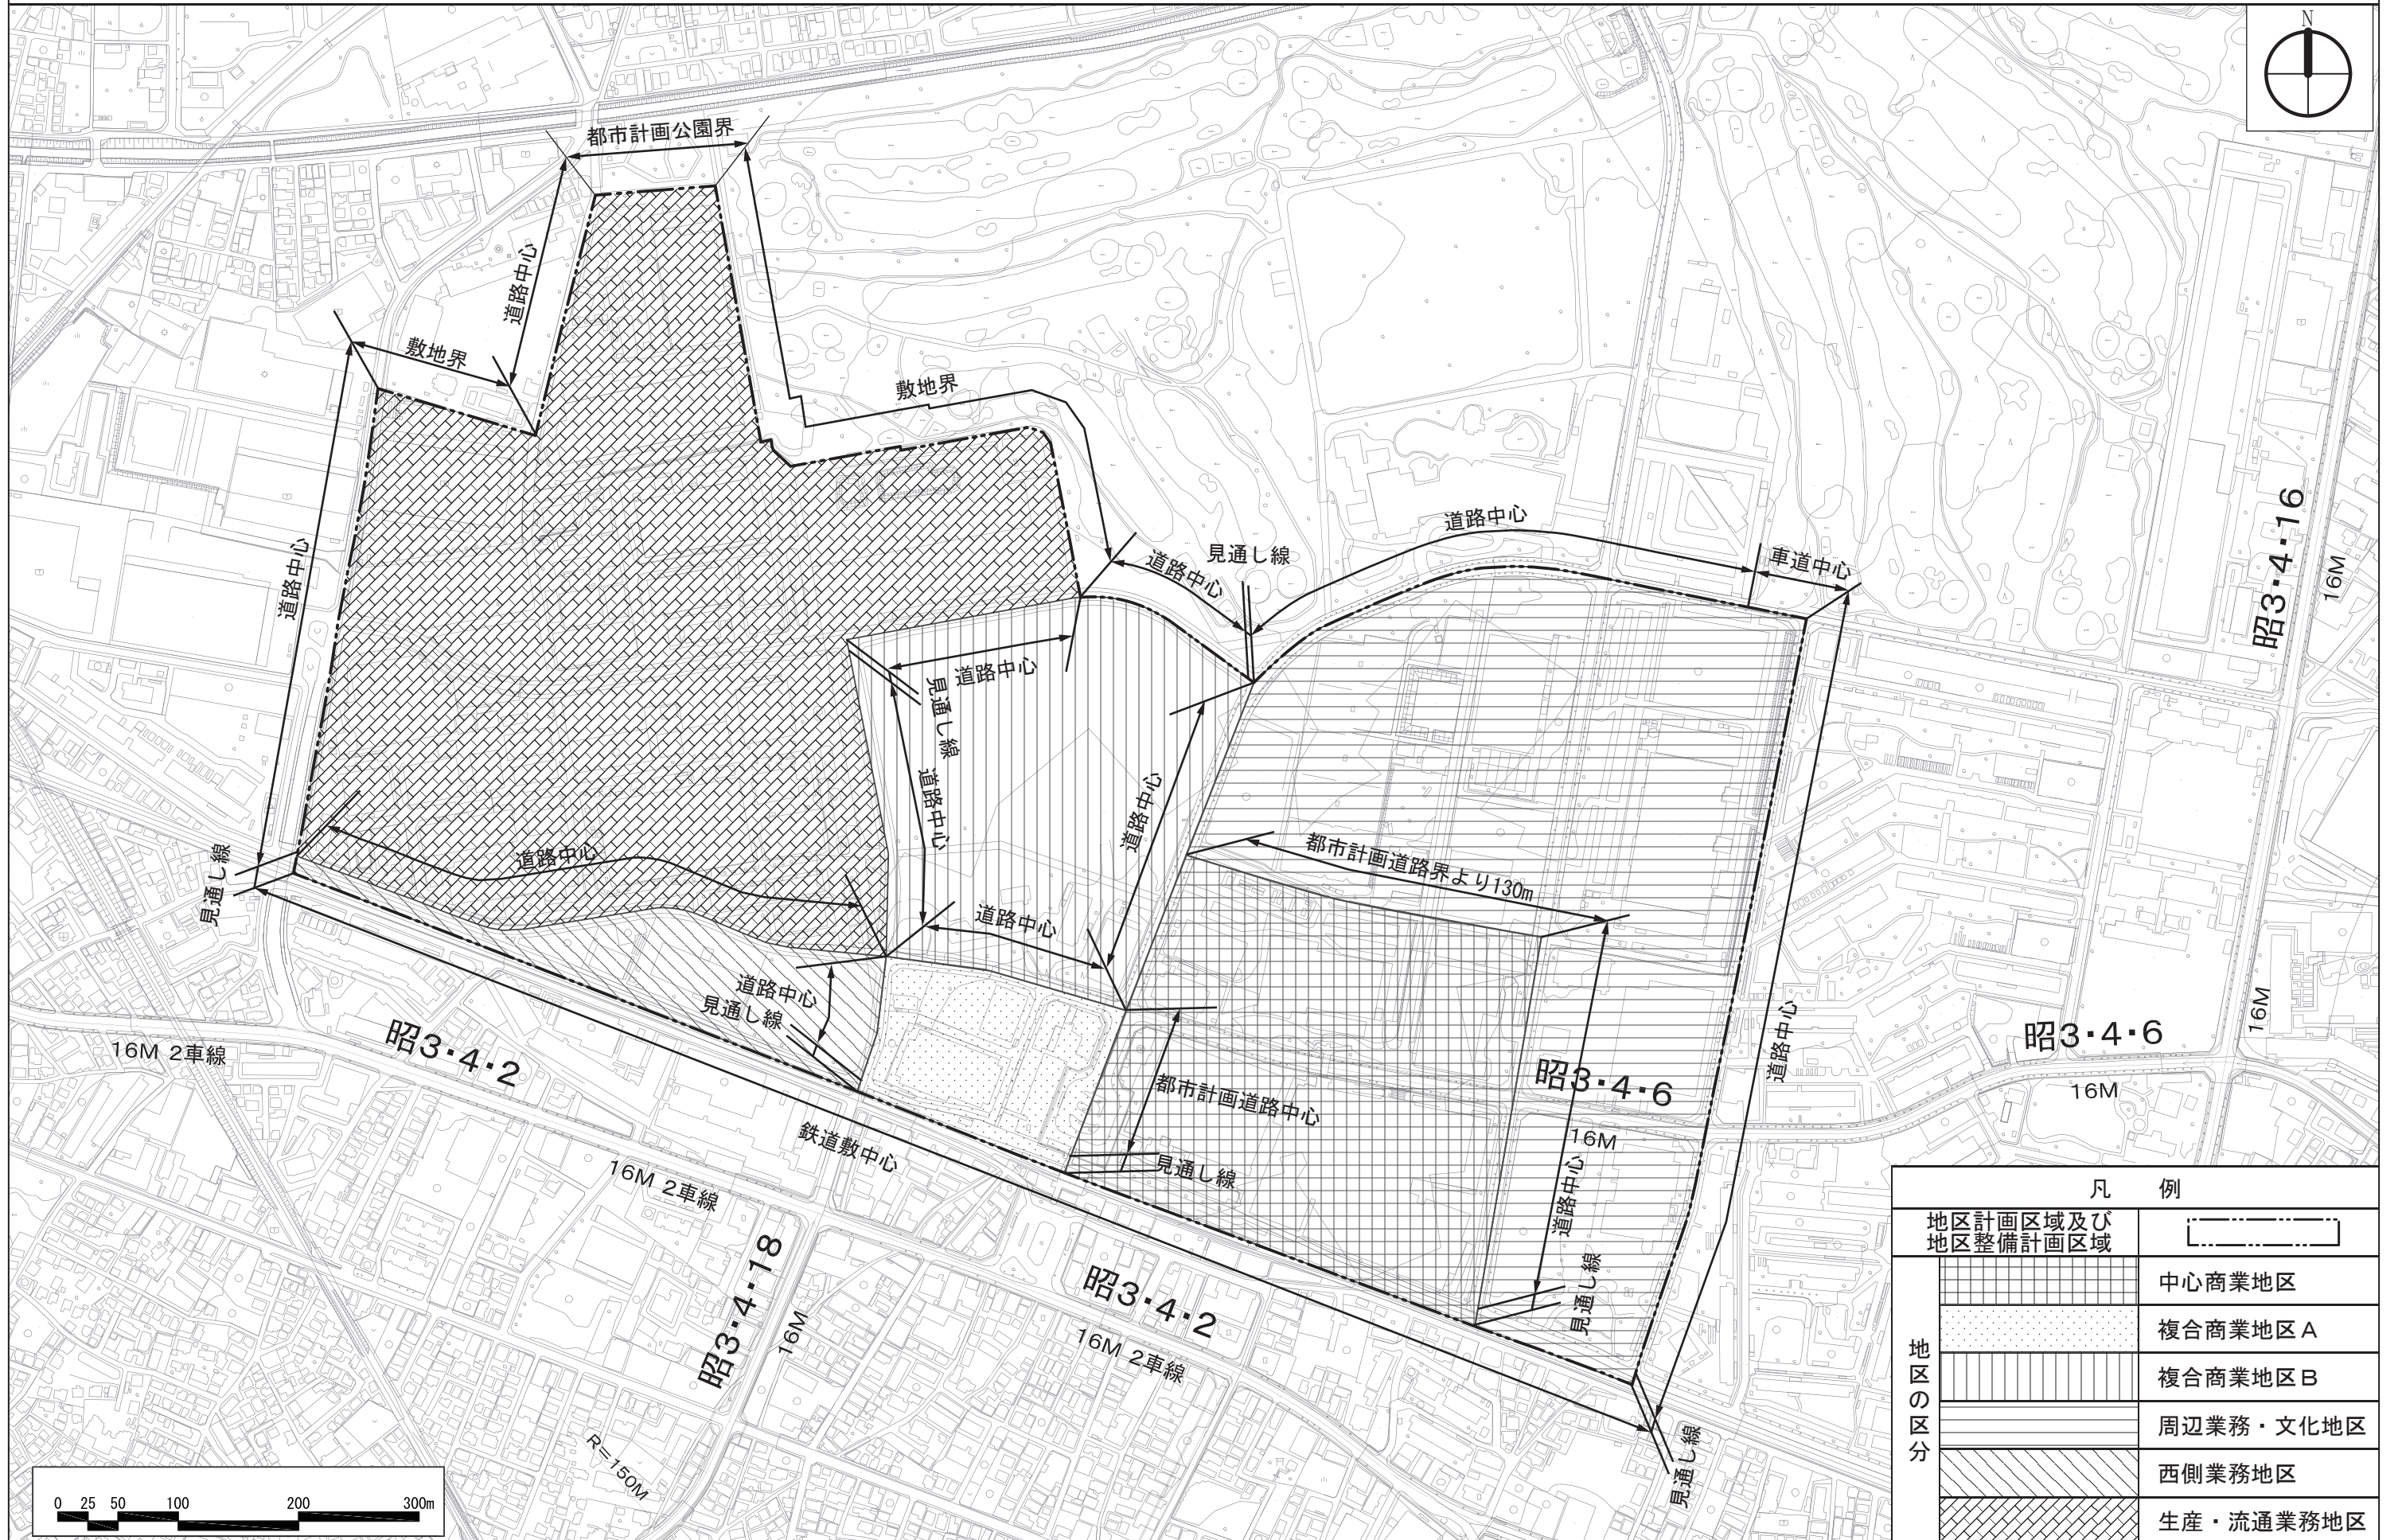 N
都市計画公園界
道路中心
敷地界
敷地界
道路中心
道路中心
見通し線
道路中心
車道中心
昭3・4・16
16M
道路中心
見通し線
道路中心
道路中心
都市計画道路界より130m
道路中心
見通し線
道路中心
道路中心
見通し線
昭3・4・2
16M 2車線
鉄道敷中心
都市計画道路中心
見通し線
昭3・4・6
16M
道路中心
見通し線
道路中心
昭3・4・6
16M
16M
16M 2車線
昭3・4・18
16M
昭3・4・2
16M 2車線
見通し線
R=150M
0 25 50 100 200 300m
凡 例
地区計画区域及び
地区整備計画区域
地区の区分
中心商業地区
複合商業地区A
複合商業地区B
周辺業務・文化地区
西側業務地区
生産・流通業務地区